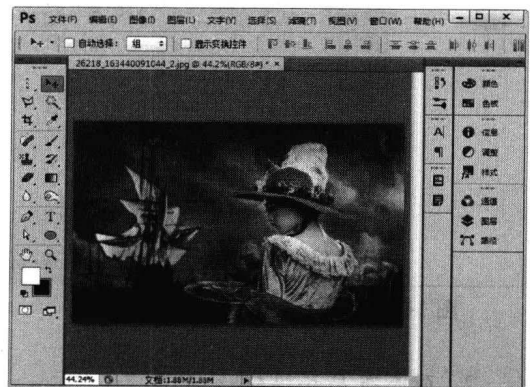 Ps 文件(F) 编辑(E) 图像(I) 图层(L) 文字(Y) 选择(S) 滤镜(T) 视图(V) 窗口(W) 帮助(H)
自动选择: 组 显示变换控件
26218_163440091044_2.jpg @ 44.2%(RGB/8#) * ×
颜色
色板
信息
调整
样式
通道
图层
路径
44.24% 文档:1.88M/1.88M